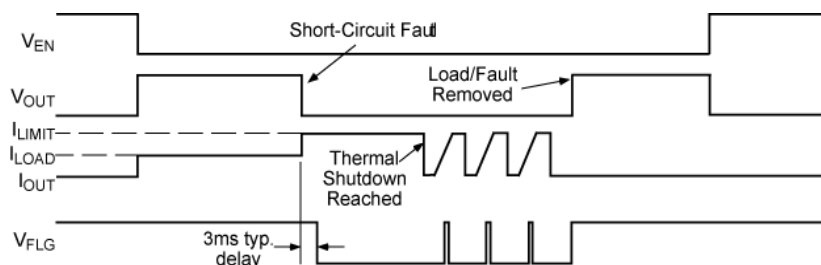 VEN
Short-Circuit Faul
VOUT
Load/Fault
Removed
ILIMIT
ILOAD
IOUT
Thermal
Shutdown
Reached
VFLG
3ms typ.
delay